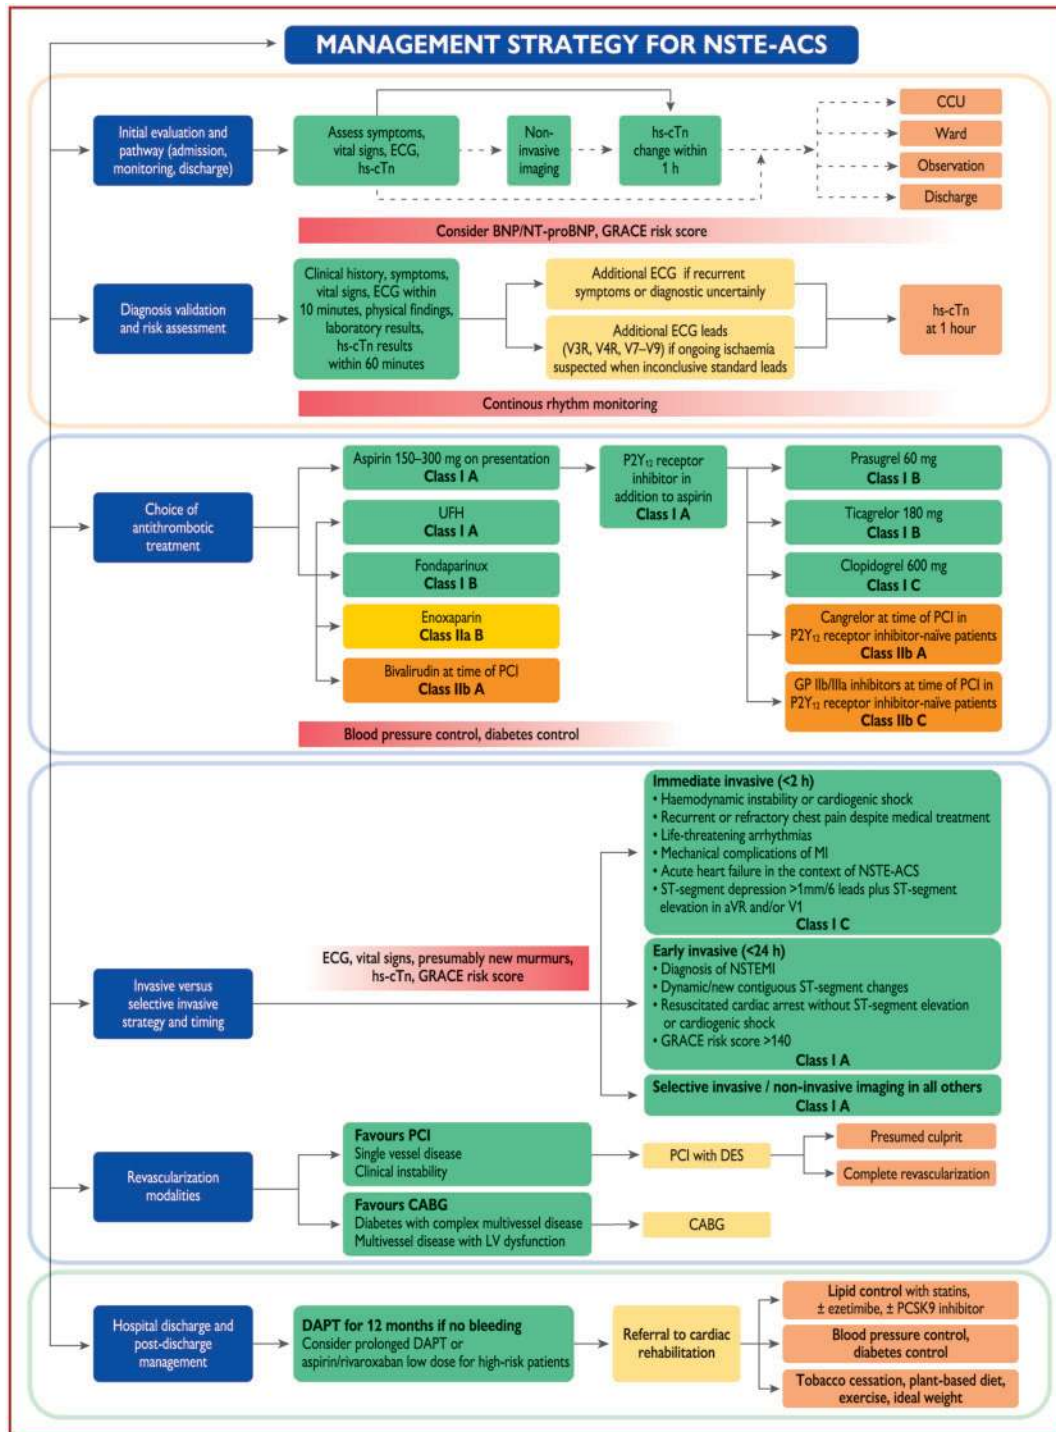 MANAGEMENT STRATEGY FOR NSTE-ACS
Initial evaluation and
pathway (admission,
monitoring, discharge)
Assess symptoms,
vital signs, ECG,
hs-cTn
Non-
invasive
imaging
hs-cTn
change within
1 h
CCU
Ward
Observation
Discharge
Consider BNP/NT-proBNP, GRACE risk score
Diagnosis validation
and risk assessment
Clinical history, symptoms,
vital signs, ECG within
10 minutes, physical findings,
laboratory results,
hs-cTn results
within 60 minutes
Additional ECG if recurrent
symptoms or diagnostic uncertainly
Additional ECG leads
(V3R, V4R, V7–V9) if ongoing ischaemia
suspected when inconclusive standard leads
hs-cTn
at 1 hour
Continous rhythm monitoring
Choice of
antithrombotic
treatment
Aspirin 150–300 mg on presentation
Class I A
UFH
Class I A
Fondaparinux
Class I B
Enoxaparin
Class IIa B
Bivalirudin at time of PCI
Class IIb A
P2Y₁₂ receptor
inhibitor in
addition to aspirin
Class I A
Prasugrel 60 mg
Class I B
Ticagrelor 180 mg
Class I B
Clopidogrel 600 mg
Class I C
Cangrelor at time of PCI in
P2Y₁₂ receptor inhibitor-naïve patients
Class IIb A
GP IIb/IIIa inhibitors at time of PCI in
P2Y₁₂ receptor inhibitor-naïve patients
Class IIb C
Blood pressure control, diabetes control
Invasive versus
selective invasive
strategy and timing
ECG, vital signs, presumably new murmurs,
hs-cTn, GRACE risk score
Immediate invasive (<2 h)
• Haemodynamic instability or cardiogenic shock
• Recurrent or refractory chest pain despite medical treatment
• Life-threatening arrhythmias
• Mechanical complications of MI
• Acute heart failure in the context of NSTE-ACS
• ST-segment depression >1mm/6 leads plus ST-segment
elevation in aVR and/or V1
Class I C
Early invasive (<24 h)
• Diagnosis of NSTEMI
• Dynamic/new contiguous ST-segment changes
• Resuscitated cardiac arrest without ST-segment elevation
or cardiogenic shock
• GRACE risk score >140
Class I A
Selective invasive / non-invasive imaging in all others
Class I A
Revascularization
modalities
Favours PCI
Single vessel disease
Clinical instability
Favours CABG
Diabetes with complex multivessel disease
Multivessel disease with LV dysfunction
PCI with DES
CABG
Presumed culprit
Complete revascularization
Hospital discharge and
post-discharge
management
DAPT for 12 months if no bleeding
Consider prolonged DAPT or
aspirin/rivaroxaban low dose for high-risk patients
Referral to cardiac
rehabilitation
Lipid control with statins,
± ezetimibe, ± PCSK9 inhibitor
Blood pressure control,
diabetes control
Tobacco cessation, plant-based diet,
exercise, ideal weight